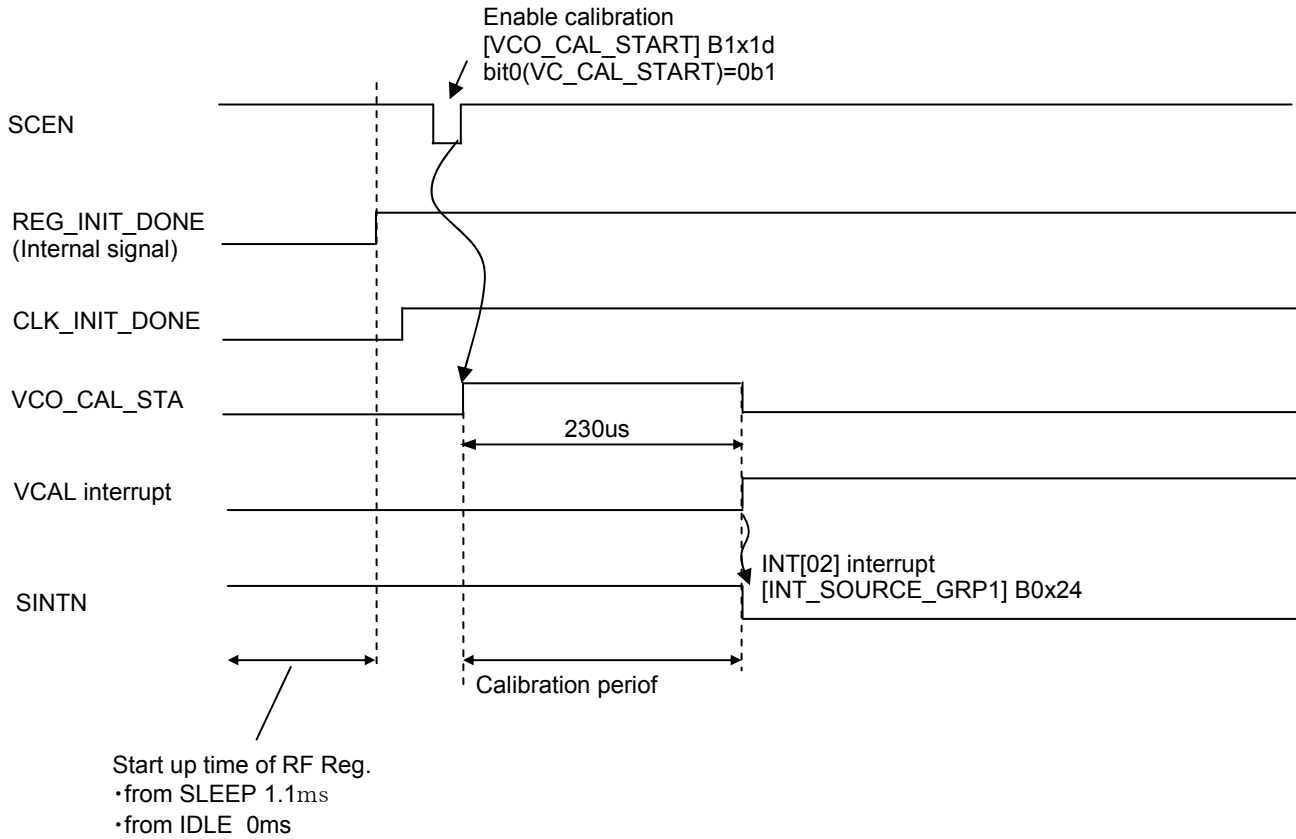 Enable calibration
[VCO_CAL_START] B1x1d
bit0(VC_CAL_START)=0b1
SCEN
REG_INIT_DONE
(Internal signal)
CLK_INIT_DONE
VCO_CAL_STA
230us
VCAL interrupt
INT[02] interrupt
[INT_SOURCE_GRP1] B0x24
SINTN
Calibration periof
Start up time of RF Reg.
・from SLEEP 1.1ms
・from IDLE  0ms